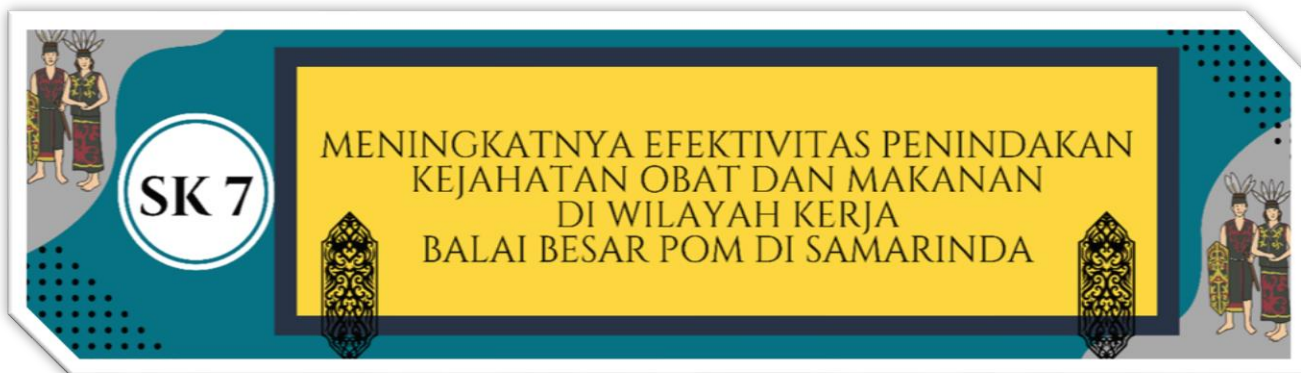 SK 7
MENINGKATNYA EFEKTIVITAS PENINDAKAN
KEJAHATAN OBAT DAN MAKANAN
DI WILAYAH KERJA
BALAI BESAR POM DI SAMARINDA